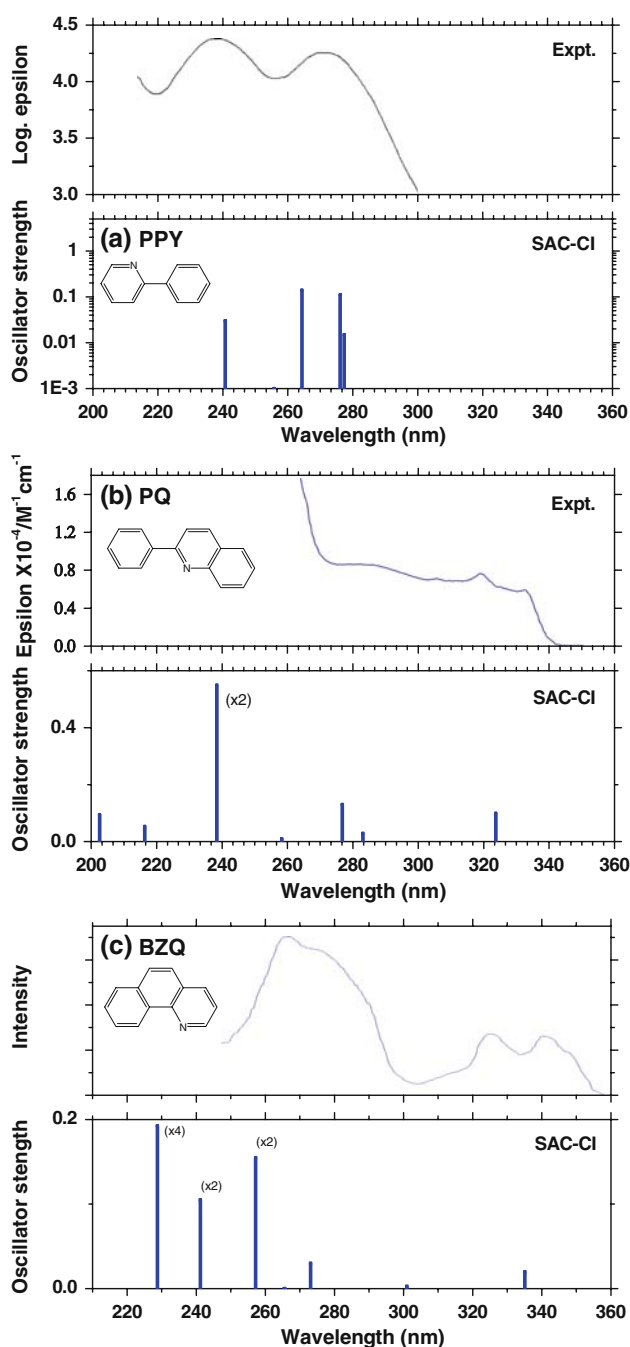 4.5
4.0
3.5
3.0
Log. epsilon
Expt.
(a) PPY
N
SAC-CI
1
0.1
0.01
1E-3
Oscillator strength
200 220 240 260 280 300 320 340 360
Wavelength (nm)
(b) PQ
N
Expt.
1.6
1.2
0.8
0.4
0.0
Epsilon X10⁻⁴/M⁻¹cm⁻¹
(x2)
SAC-CI
0.4
0.0
Oscillator strength
200 220 240 260 280 300 320 340 360
Wavelength (nm)
(c) BZQ
N
Intensity
(x4)
(x2)
(x2)
SAC-CI
0.2
0.0
Oscillator stength
220 240 260 280 300 320 340 360
Wavelength (nm)